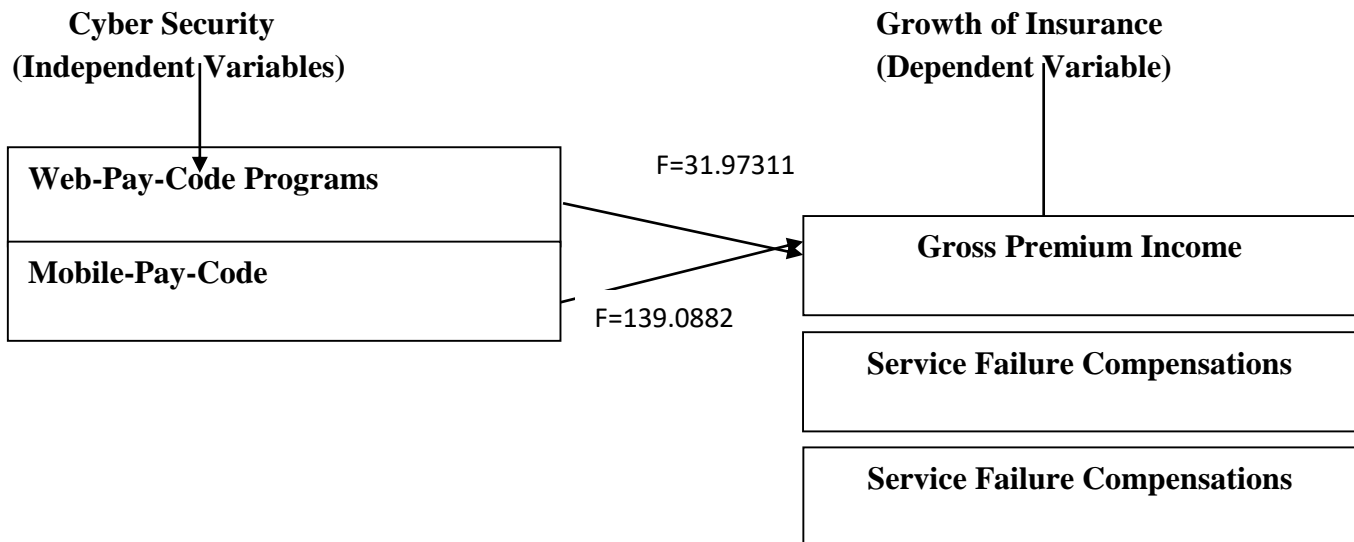 Cyber Security
(Independent Variables)
Growth of Insurance
(Dependent Variable)
Web-Pay-Code Programs
Mobile-Pay-Code
F=31.97311
F=139.0882
Gross Premium Income
Service Failure Compensations
Service Failure Compensations